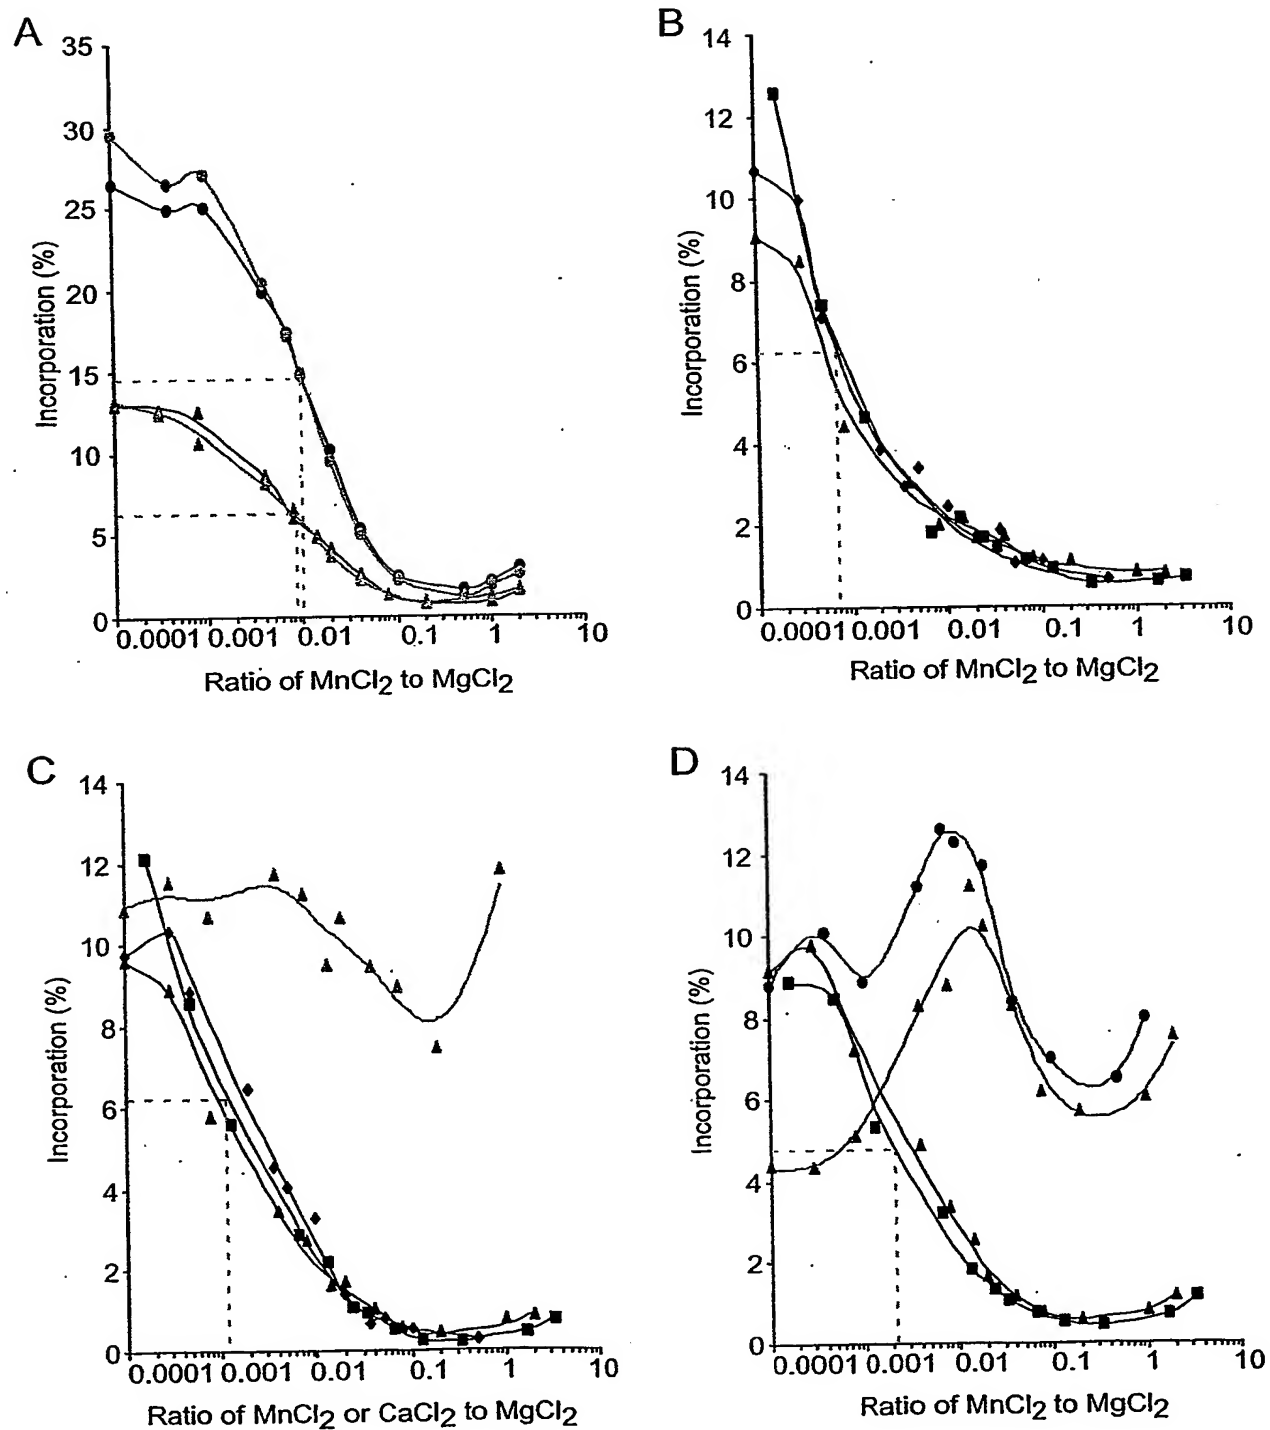 A
35
30
25
20
15
10
5
0
Incorporation (%)
0.0001 0.001 0.01 0.1 1 10
Ratio of MnCl2 to MgCl2
B
14
12
10
8
6
4
2
0
Incorporation (%)
0.0001 0.001 0.01 0.1 1 10
Ratio of MnCl2 to MgCl2
C
14
12
10
8
6
4
2
0
Incorporation (%)
0.0001 0.001 0.01 0.1 1 10
Ratio of MnCl2 or CaCl2 to MgCl2
D
14
12
10
8
6
4
2
0
Incorporation (%)
0.0001 0.001 0.01 0.1 1 10
Ratio of MnCl2 to MgCl2